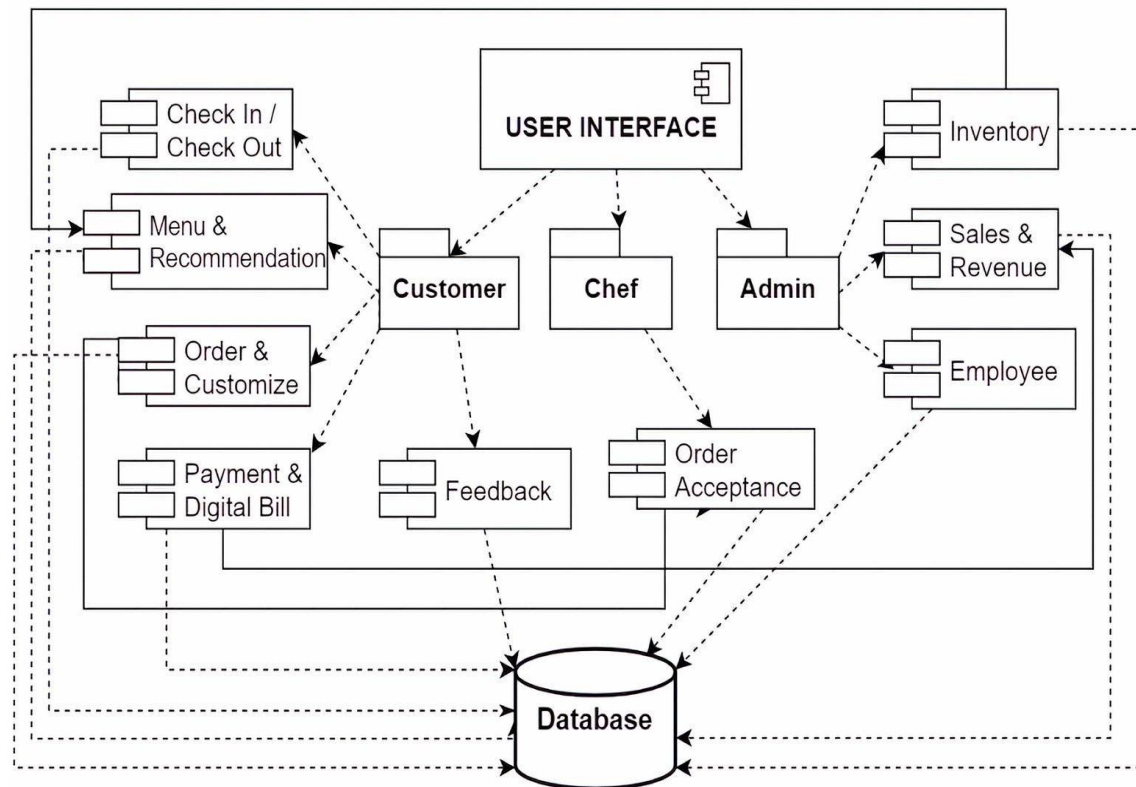 USER INTERFACE
Check In /
Check Out
Inventory
Menu &
Recommendation
Sales &
Revenue
Customer
Chef
Admin
Order &
Customize
Employee
Payment &
Digital Bill
Feedback
Order
Acceptance
Database